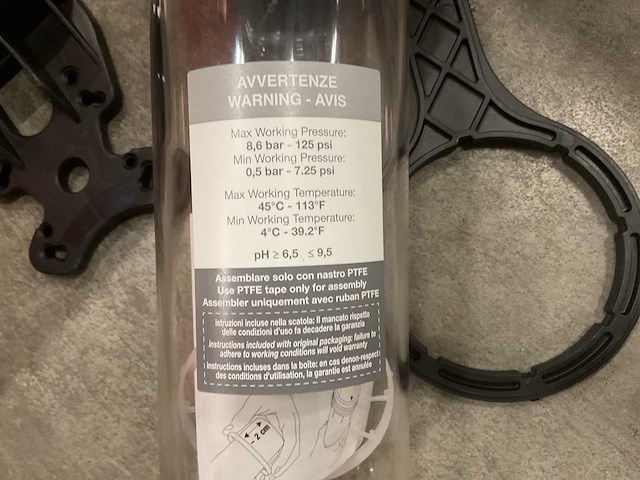 AVVERTENZE
WARNING - AVIS
Max Working Pressure:
8,6 bar - 125 psi
Min Working Pressure:
0,5 bar - 7.25 psi
Max Working Temperature:
45°C - 113°F
Min Working Temperature:
4°C - 39.2°F
pH ≥ 6,5 ≤ 9,5
Assemblare solo con nastro PTFE
Use PTFE tape only for assembly
Assembler uniquement avec ruban PTFE
Istruzioni incluse nella scatola: Il mancato rispetto
delle condizioni d'uso fa decadere la garanzia
Instructions included with original packaging: failure to
adhere to working conditions will void warranty
Instructions incluses dans la boîte: en cas denon-respect
des conditions d'utilisation, la garantie est annulée
~ 2 cm